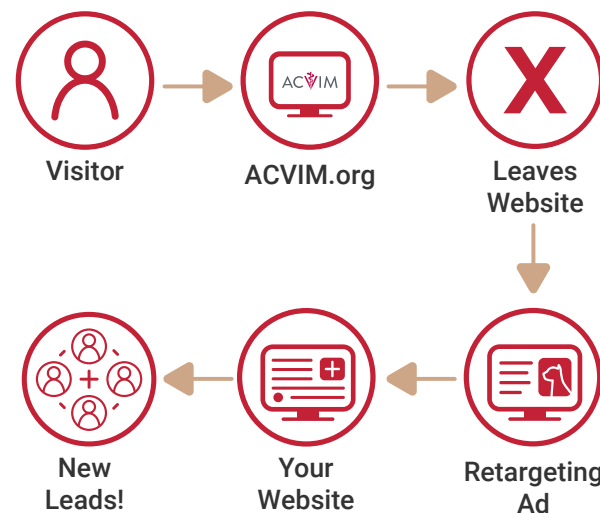 ACVIM
X
Visitor
ACVIM.org
Leaves
Website
New
Leads!
Your
Website
Retargeting
Ad